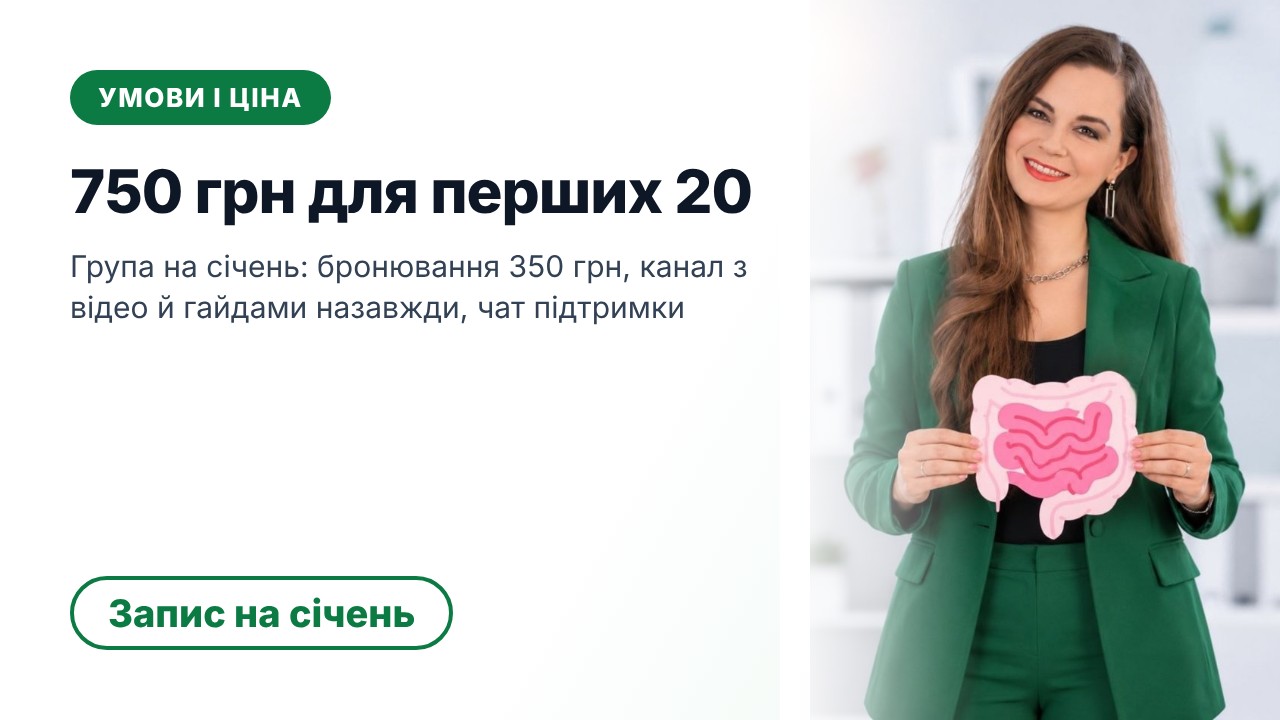 УМОВИ І ЦІНА
750 грн для перших 20
Група на січень: бронювання 350 грн, канал з
відео й гайдами назавжди, чат підтримки
Запис на січень